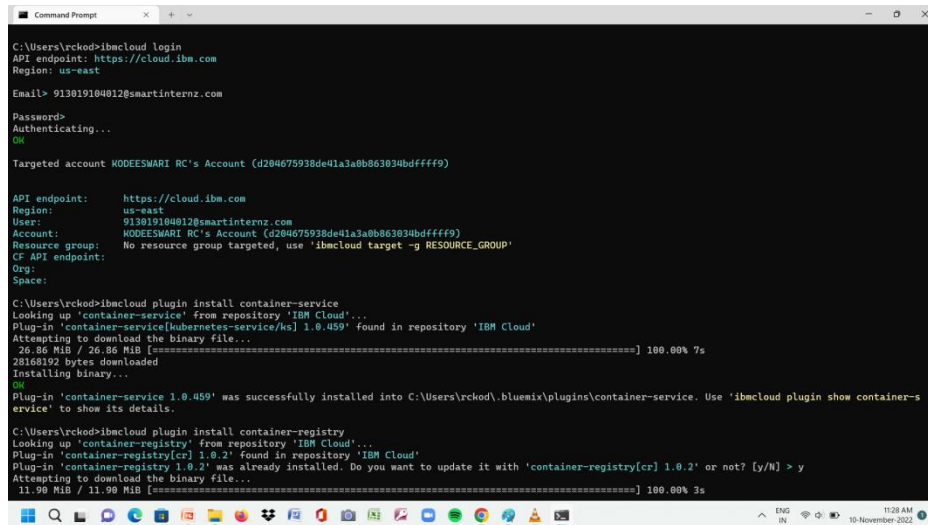 Command Prompt
C:\Users\rckod>ibmcloud login
API endpoint: https://cloud.ibm.com
Region: us-east
Email> 913019104012@smartinternz.com
Password>
Authenticating...
OK
Targeted account KODEESWARI RC's Account (d204675938de41a3a0b863034bdffff9)
API endpoint: https://cloud.ibm.com
Region: us-east
User: 913019104012@smartinternz.com
Account: KODEESWARI RC's Account (d204675938de41a3a0b863034bdffff9)
Resource group: No resource group targeted, use 'ibmcloud target -g RESOURCE_GROUP'
CF API endpoint:
Org:
Space:
C:\Users\rckod>ibmcloud plugin install container-service
Looking up 'container-service' from repository 'IBM Cloud'...
Plug-in 'container-service[kubernetes-service/ks] 1.0.459' found in repository 'IBM Cloud'
Attempting to download the binary file...
26.86 MiB / 26.86 MiB [==================================================================================] 100.00% 7s
28168192 bytes downloaded
Installing binary...
OK
Plug-in 'container-service 1.0.459' was successfully installed into C:\Users\rckod\.bluemix\plugins\container-service. Use 'ibmcloud plugin show container-s
ervice' to show its details.
C:\Users\rckod>ibmcloud plugin install container-registry
Looking up 'container-registry' from repository 'IBM Cloud'...
Plug-in 'container-registry[cr] 1.0.2' found in repository 'IBM Cloud'
Plug-in 'container-registry 1.0.2' was already installed. Do you want to update it with 'container-registry[cr] 1.0.2' or not? [y/N] > y
Attempting to download the binary file...
11.90 MiB / 11.90 MiB [==================================================================================] 100.00% 3s
ENG 11:28 AM
IN 10-November-2022